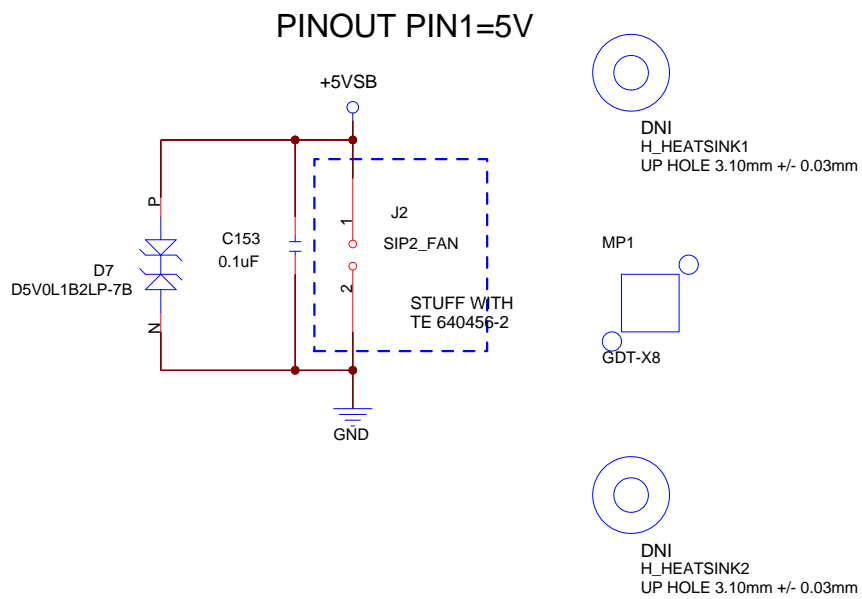 PINOUT PIN1=5V
+5VSB
DNI
H_HEATSINK1
UP HOLE 3.10mm +/- 0.03mm
P
1
J2
C153
0.1uF
SIP2_FAN
MP1
D7
D5V0L1B2LP-7B
2
STUFF WITH
TE 640456-2
N
GDT-X8
GND
DNI
H_HEATSINK2
UP HOLE 3.10mm +/- 0.03mm